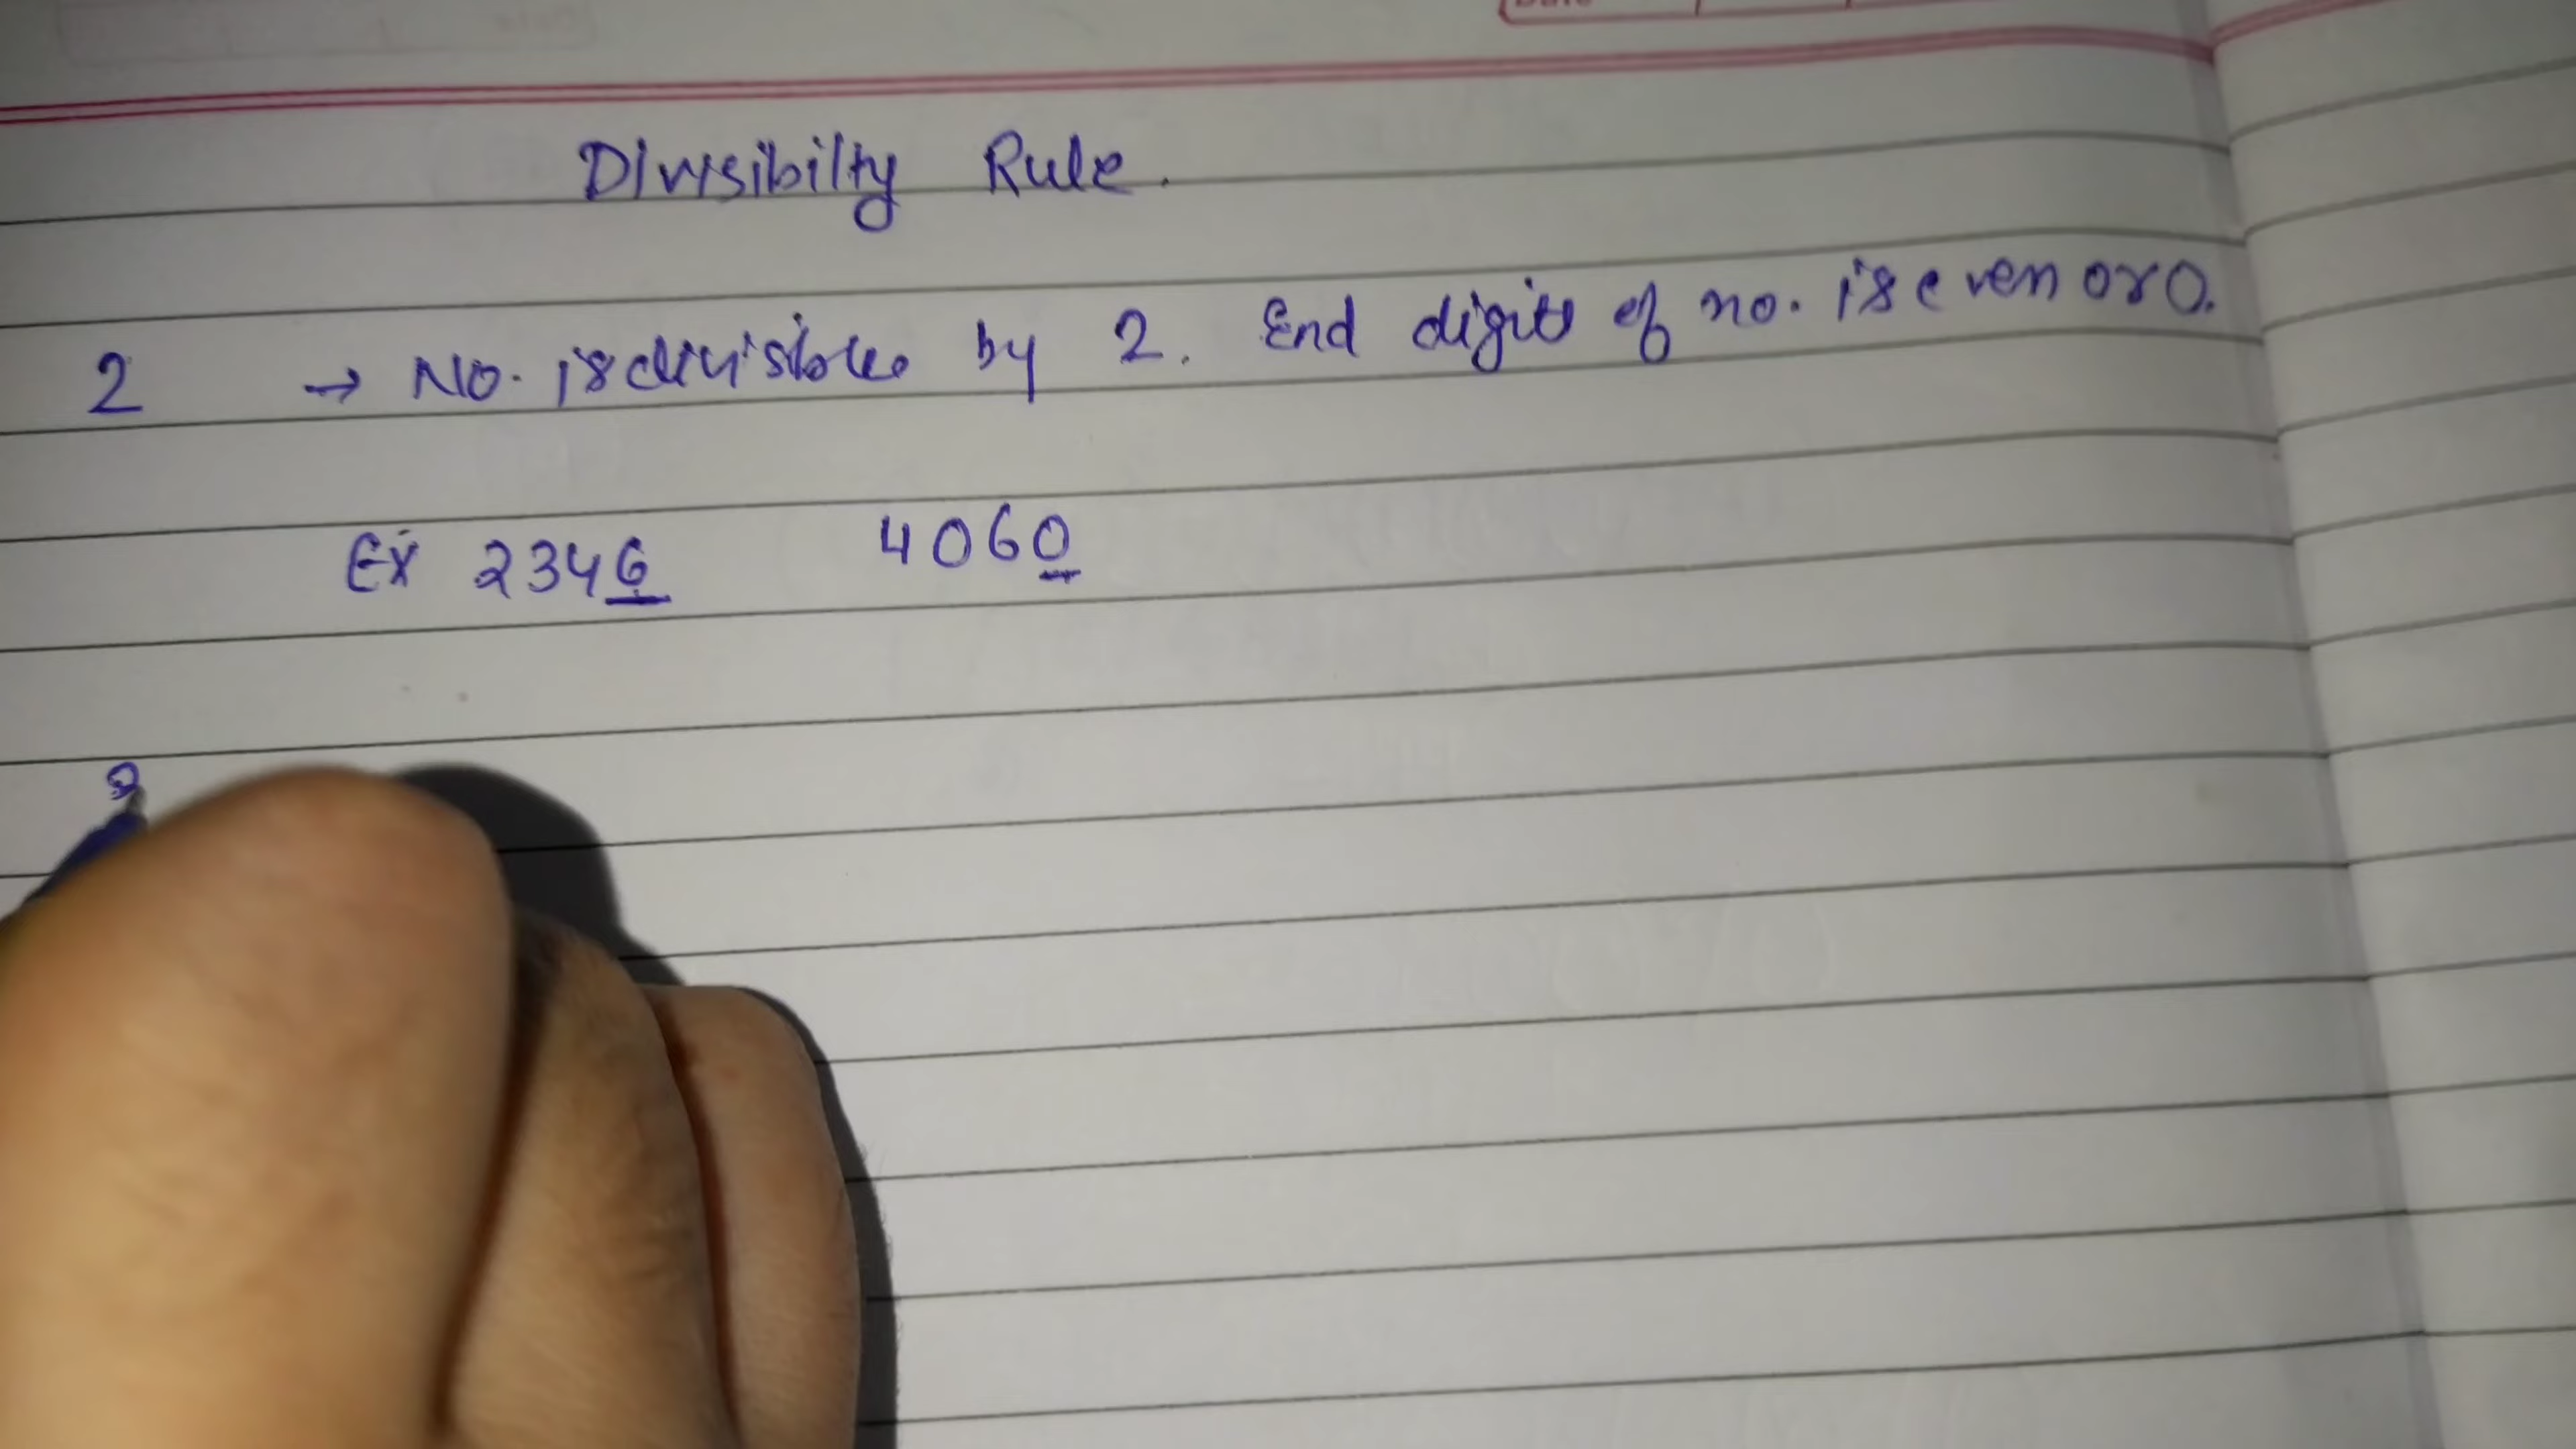 Divisibilty Rule.
2 → No. is divisible by 2. End digits of no. is even or 0.
Ex 2346 4060